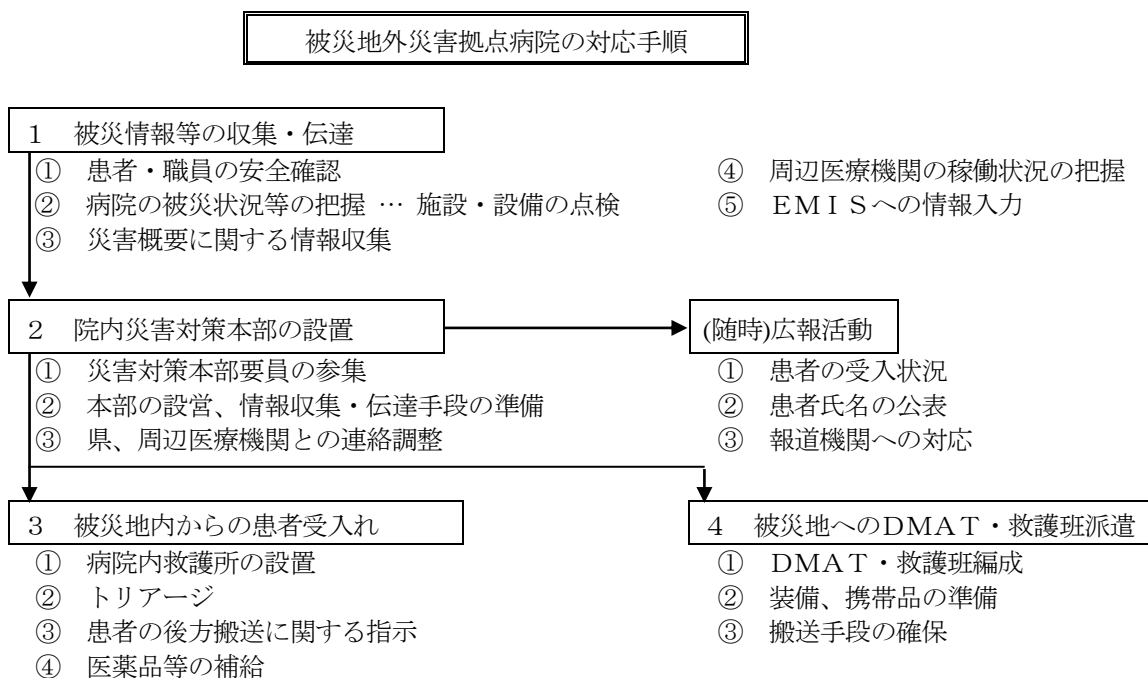 被災地外災害拠点病院の対応手順
1 被災情報等の収集・伝達
① 患者・職員の安全確認
② 病院の被災状況等の把握 … 施設・設備の点検
③ 災害概要に関する情報収集
④ 周辺医療機関の稼働状況の把握
⑤ ＥＭＩＳへの情報入力
2 院内災害対策本部の設置
① 災害対策本部要員の参集
② 本部の設営、情報収集・伝達手段の準備
③ 県、周辺医療機関との連絡調整
(随時)広報活動
① 患者の受入状況
② 患者氏名の公表
③ 報道機関への対応
3 被災地内からの患者受入れ
① 病院内救護所の設置
② トリアージ
③ 患者の後方搬送に関する指示
④ 医薬品等の補給
4 被災地へのＤＭＡＴ・救護班派遣
① ＤＭＡＴ・救護班編成
② 装備、携帯品の準備
③ 搬送手段の確保